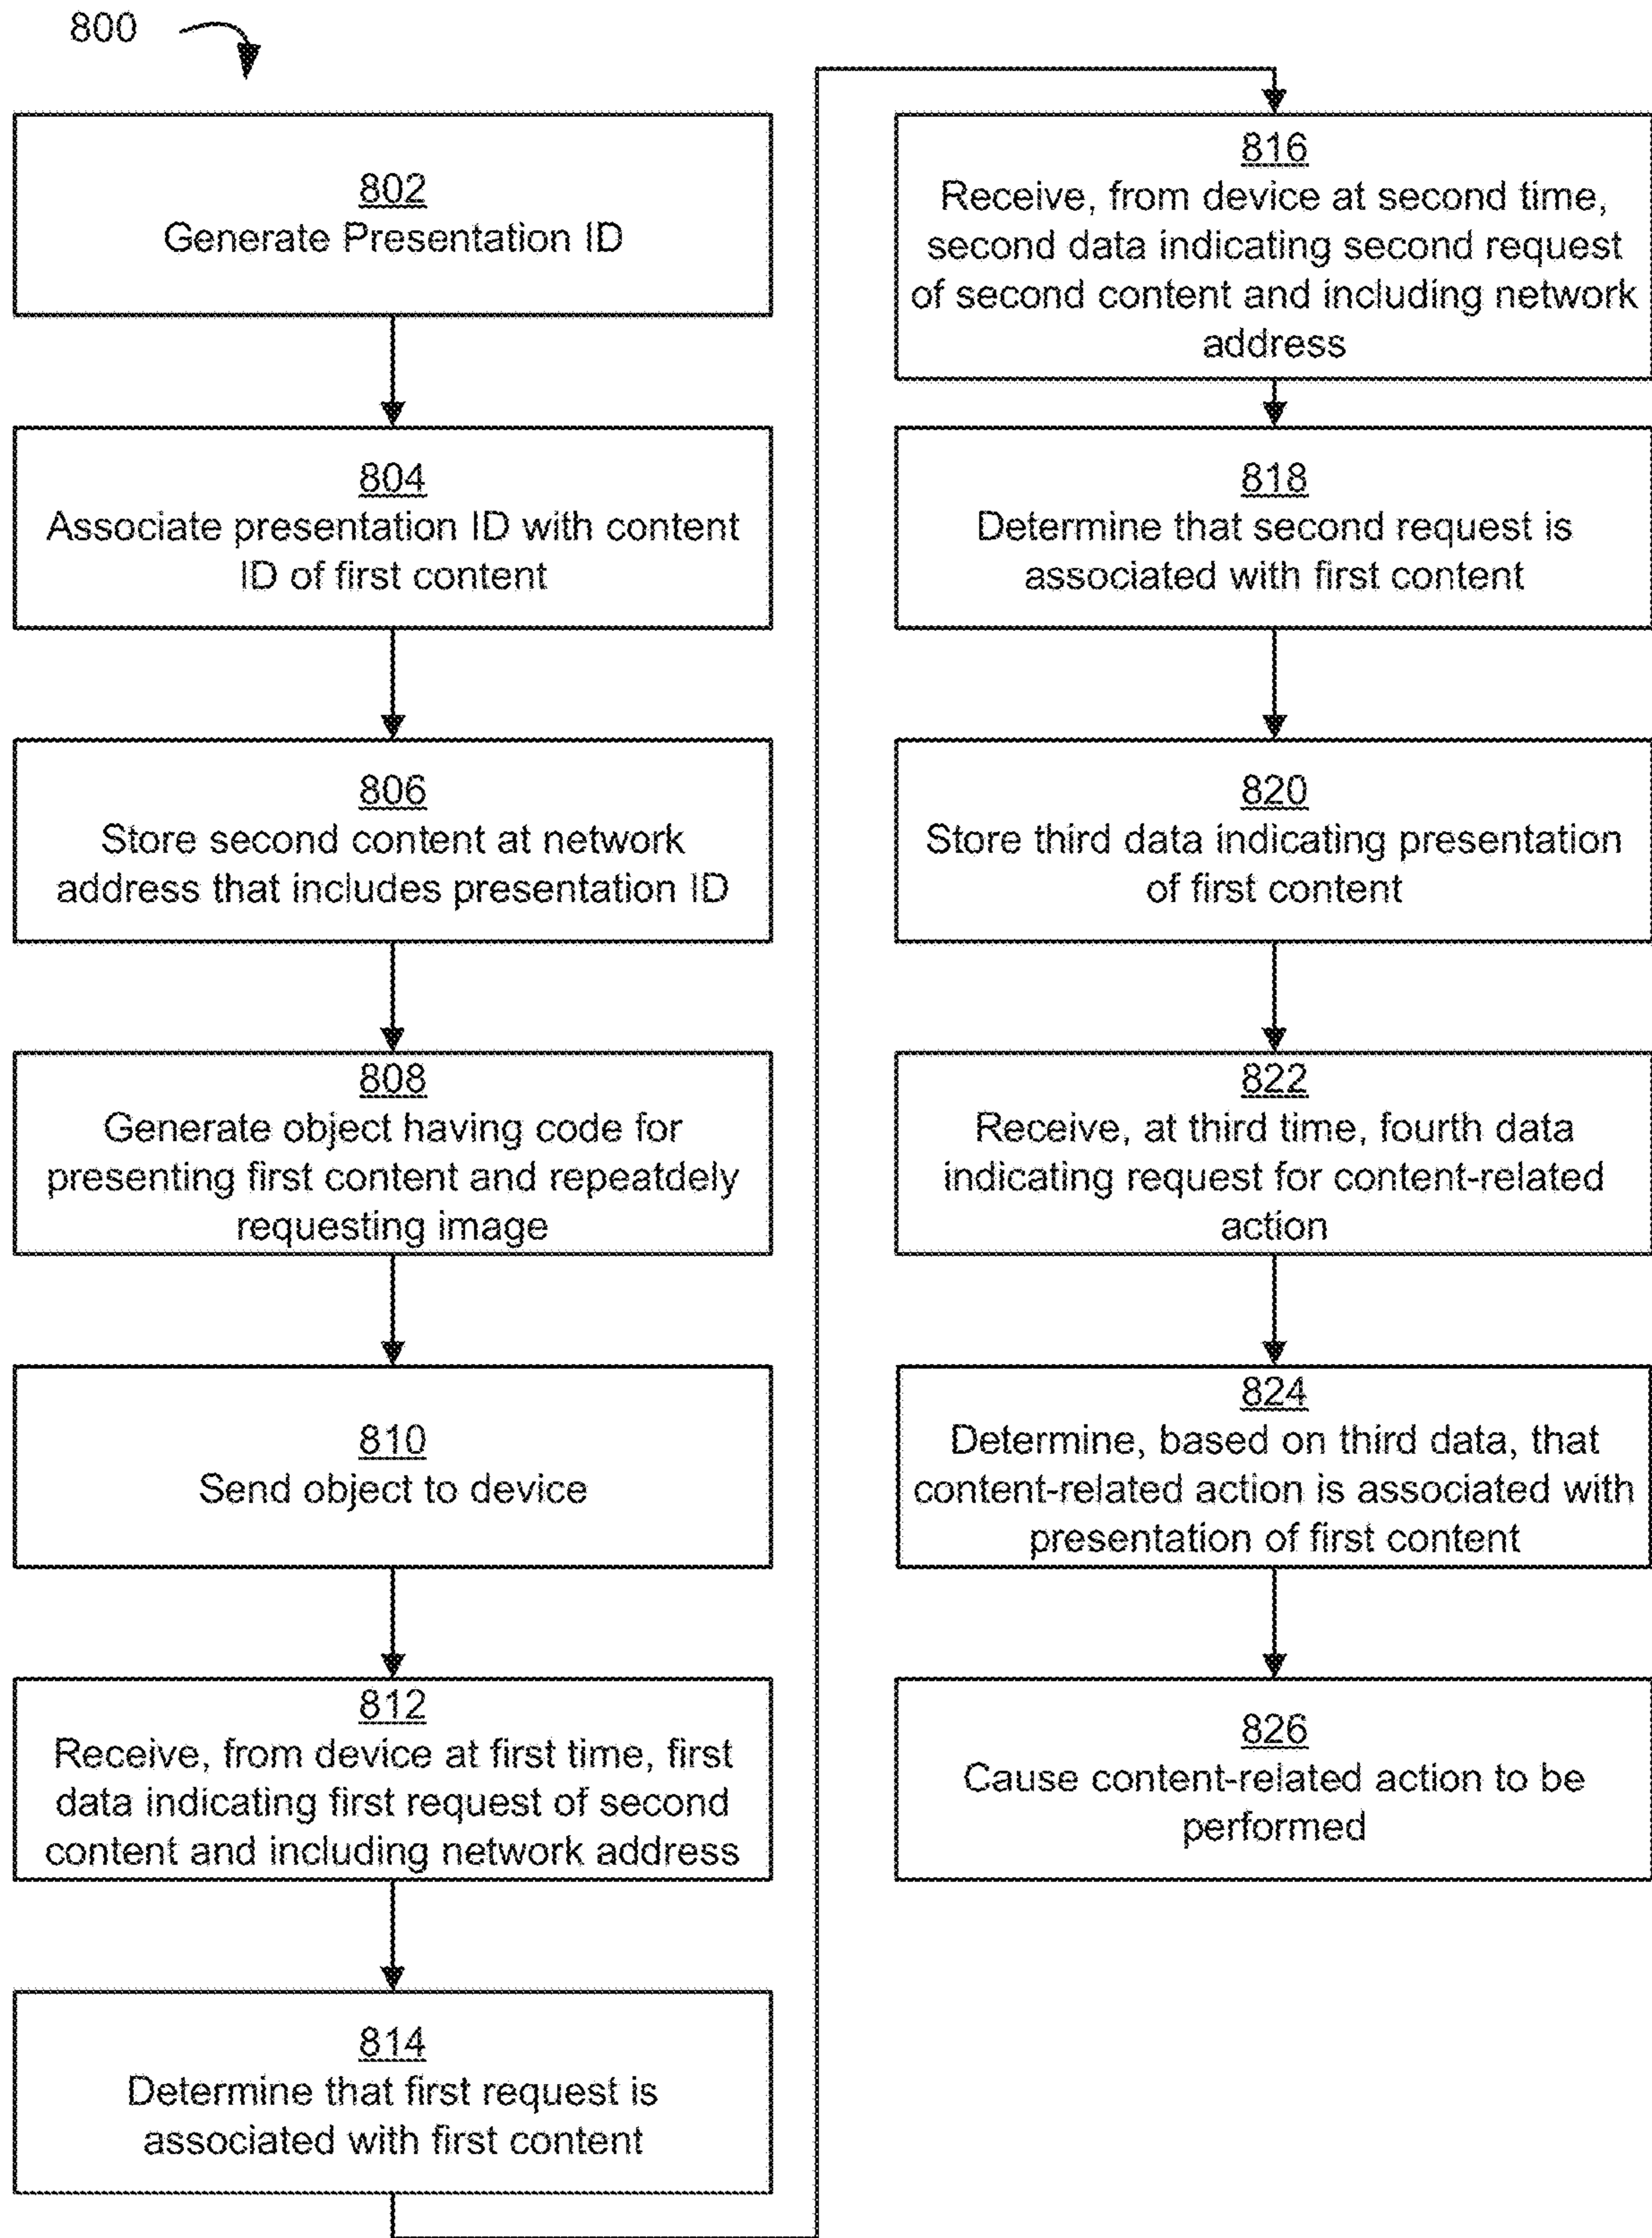 800
802
Generate Presentation ID
804
Associate presentation ID with content
ID of first content
806
Store second content at network
address that includes presentation ID
808
Generate object having code for
presenting first content and repeatdely
requesting image
810
Send object to device
812
Receive, from device at first time, first
data indicating first request of second
content and including network address
814
Determine that first request is
associated with first content
816
Receive, from device at second time,
second data indicating second request
of second content and including network
address
818
Determine that second request is
associated with first content
820
Store third data indicating presentation
of first content
822
Receive, at third time, fourth data
indicating request for content-related
action
824
Determine, based on third data, that
content-related action is associated with
presentation of first content
826
Cause content-related action to be
performed